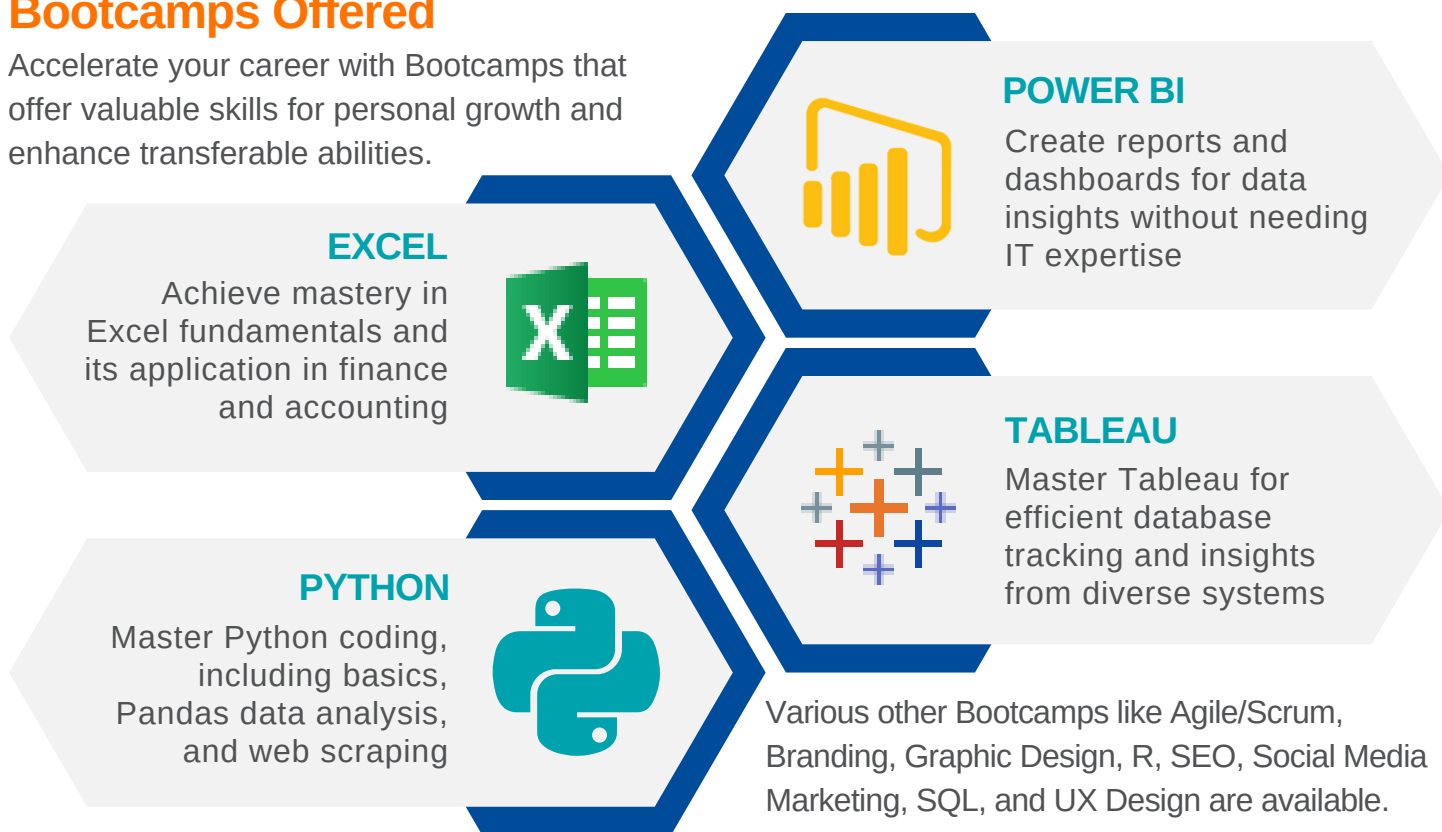 Bootcamps Offered
Accelerate your career with Bootcamps that
offer valuable skills for personal growth and
enhance transferable abilities.
POWER BI
Create reports and
dashboards for data
insights without needing
IT expertise
EXCEL
Achieve mastery in
Excel fundamentals and
its application in finance
and accounting
X
TABLEAU
Master Tableau for
efficient database
tracking and insights
from diverse systems
PYTHON
Master Python coding,
including basics,
Pandas data analysis,
and web scraping
Various other Bootcamps like Agile/Scrum,
Branding, Graphic Design, R, SEO, Social Media
Marketing, SQL, and UX Design are available.